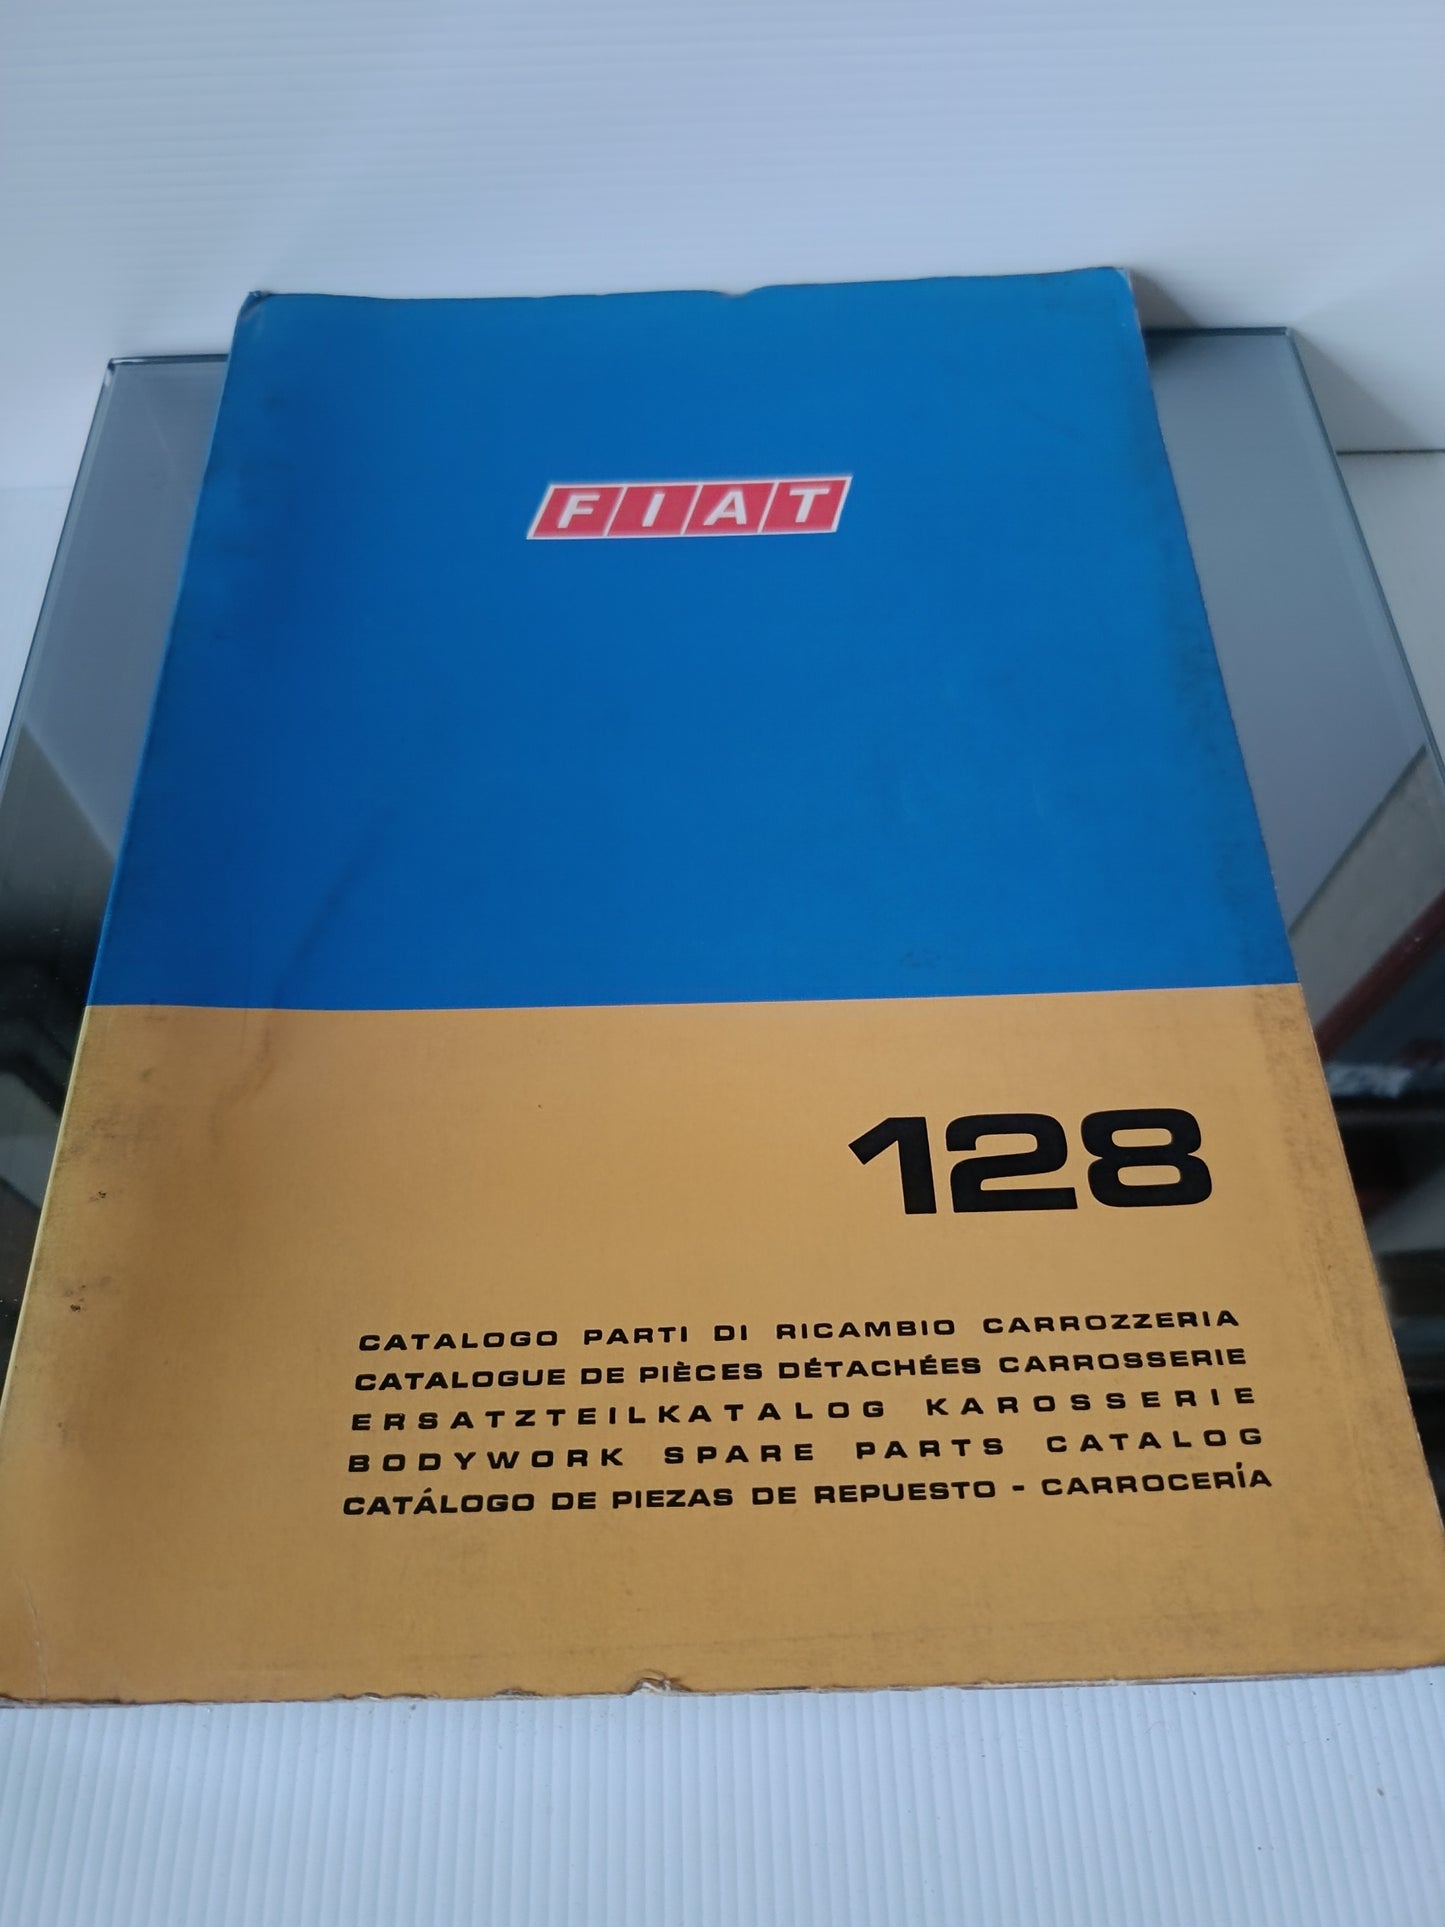 FIAT
128
CATALOGO PARTI DI RICAMBIO CARROZZERIA
CATALOGUE DE PIÈCES DÉTACHÉES CARROSSERIE
ERSATZTEILKATALOG KAROSSERIE
BODYWORK SPARE PARTS CATALOG
CATÁLOGO DE PIEZAS DE REPUESTO - CARROCERÍA